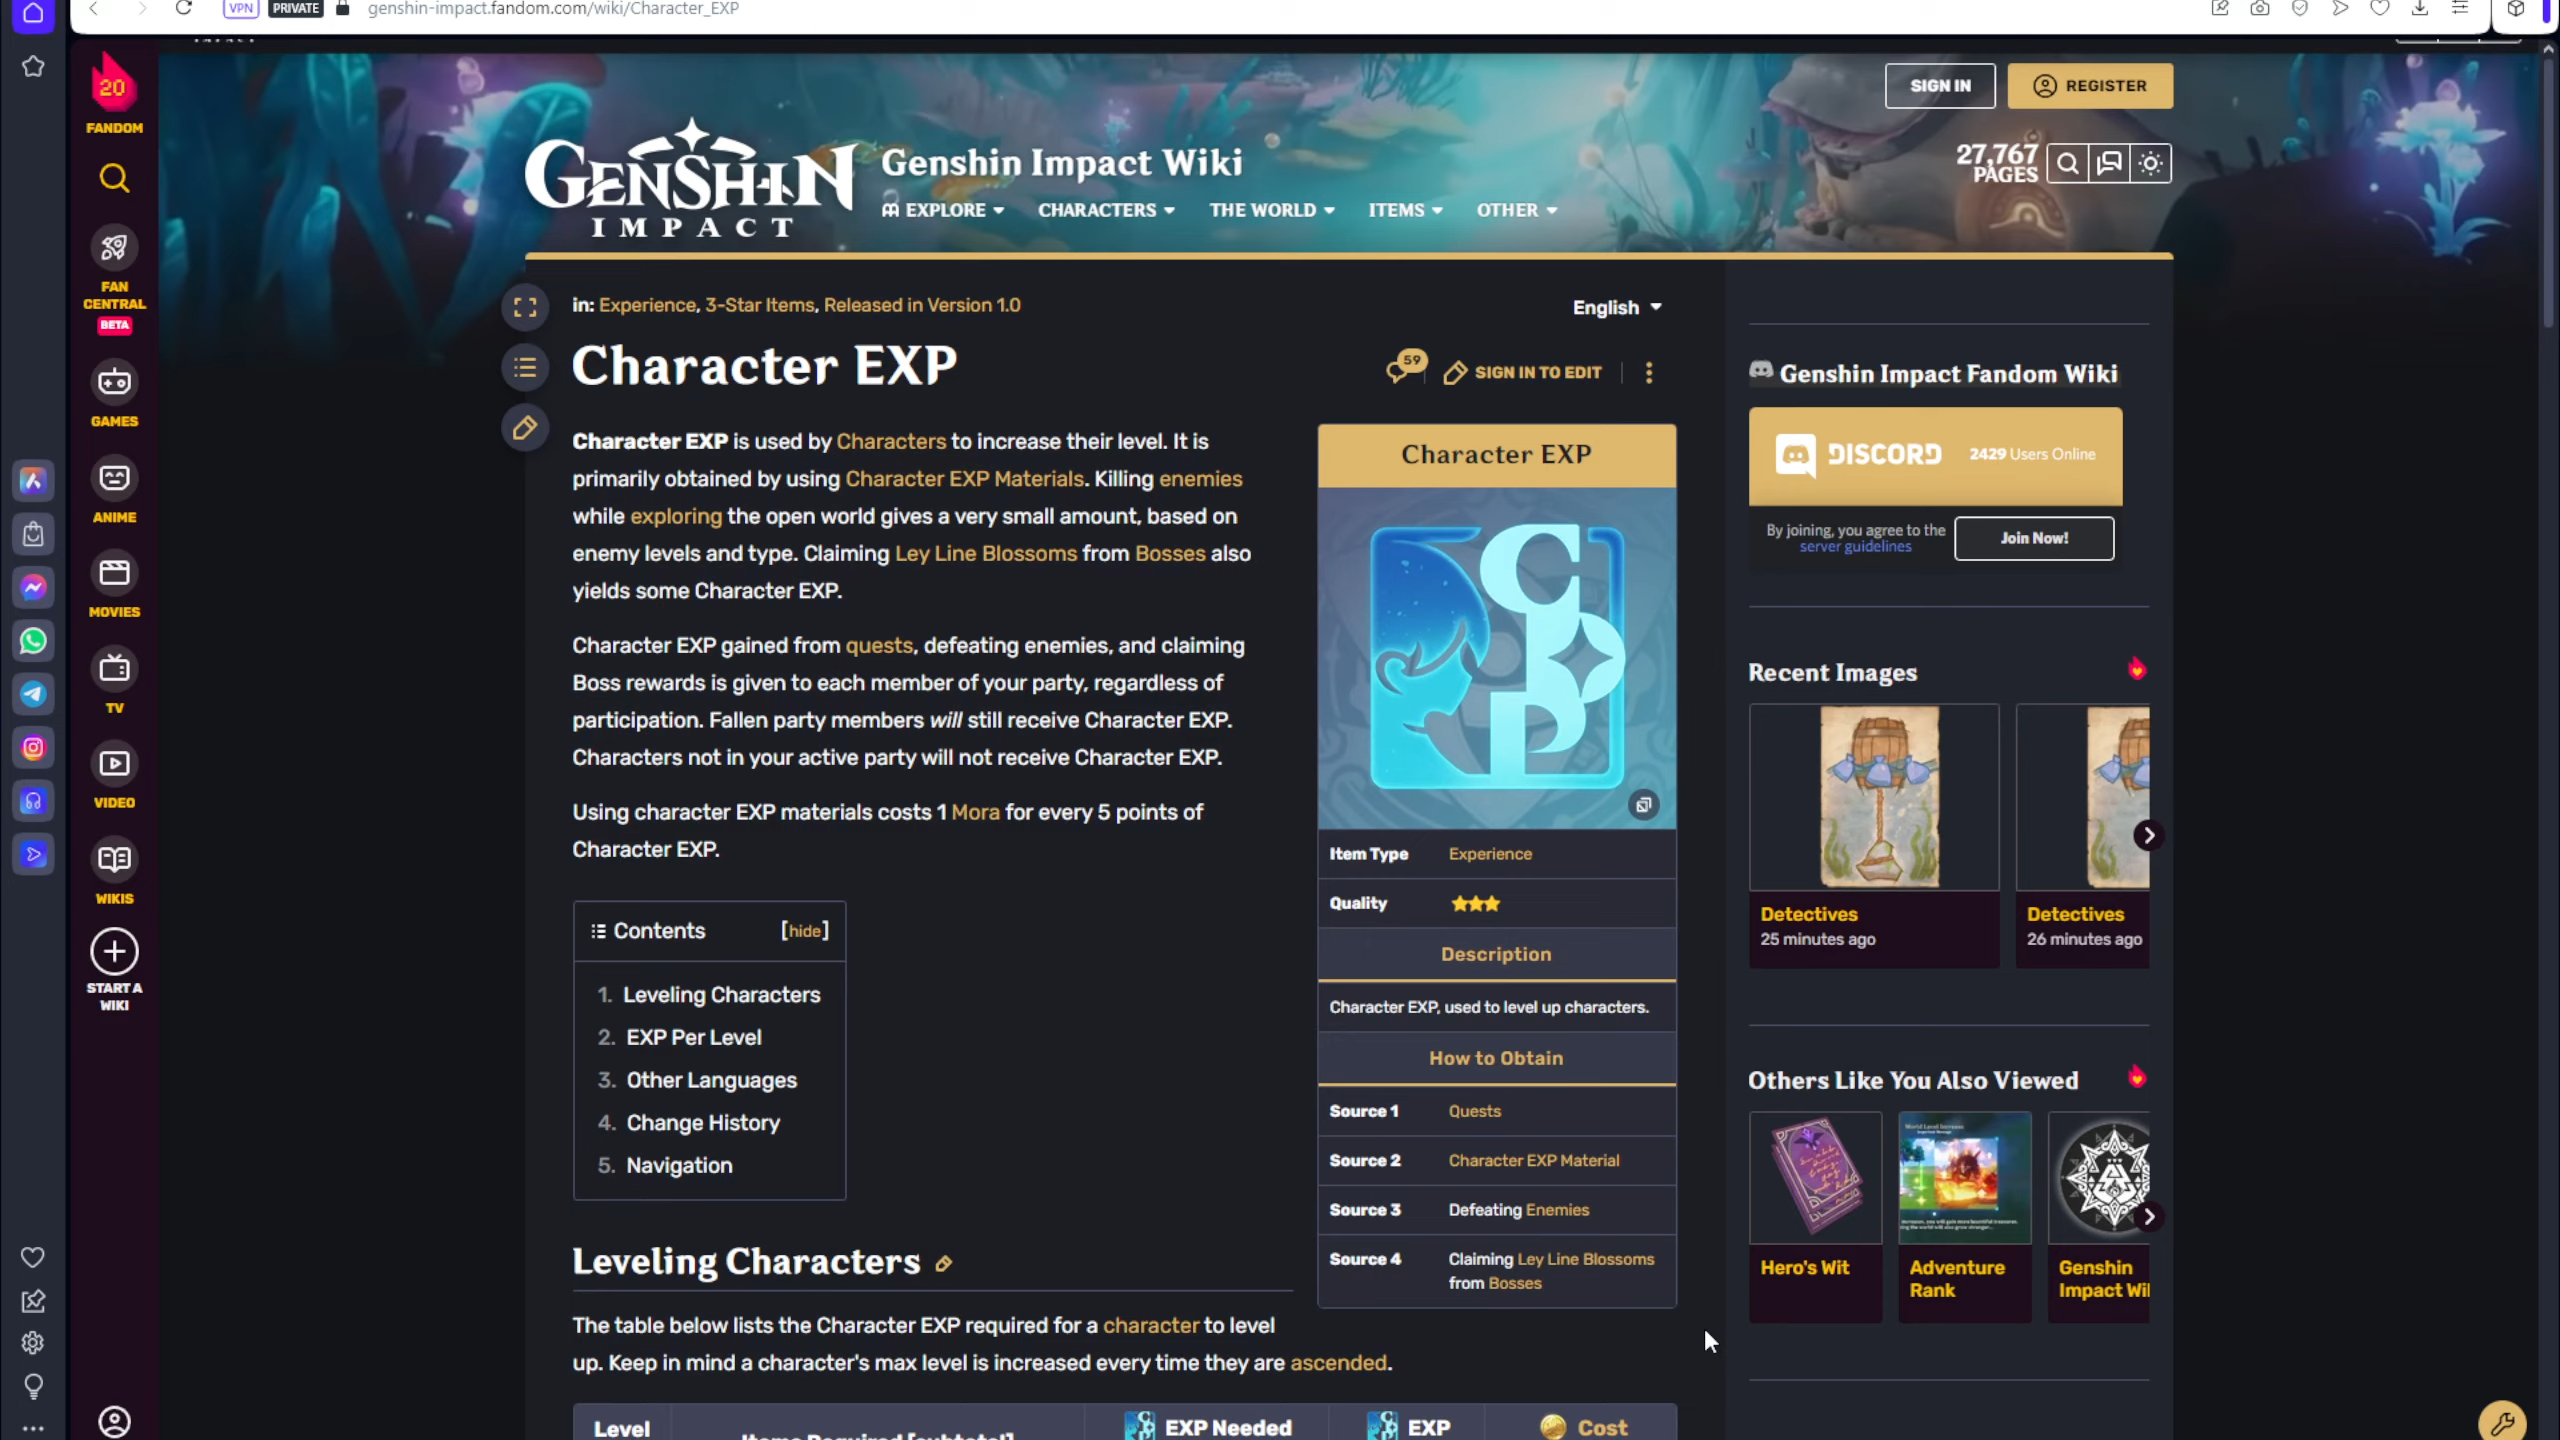 VPN PRIVATE genshin-impact.fandom.com/wiki/Character_EXP
20
FANDOM
FAN
CENTRAL
BETA
GAMES
ANIME
MOVIES
TV
VIDEO
WIKIS
START A
WIKI
SIGN IN
REGISTER
GENSHIN
IMPACT
Genshin Impact Wiki
EXPLORE CHARACTERS THE WORLD ITEMS OTHER
27,767
PAGES
in: Experience, 3-Star Items, Released in Version 1.0
English
Character EXP
59
SIGN IN TO EDIT
Character EXP is used by Characters to increase their level. It is
primarily obtained by using Character EXP Materials. Killing enemies
while exploring the open world gives a very small amount, based on
enemy levels and type. Claiming Ley Line Blossoms from Bosses also
yields some Character EXP.
Character EXP gained from quests, defeating enemies, and claiming
Boss rewards is given to each member of your party, regardless of
participation. Fallen party members will still receive Character EXP.
Characters not in your active party will not receive Character EXP.
Using character EXP materials costs 1 Mora for every 5 points of
Character EXP.
Contents [hide]
1. Leveling Characters
2. EXP Per Level
3. Other Languages
4. Change History
5. Navigation
Character EXP
Item Type Experience
Quality
Description
Character EXP, used to level up characters.
How to Obtain
Source 1 Quests
Source 2 Character EXP Material
Source 3 Defeating Enemies
Source 4 Claiming Ley Line Blossoms
from Bosses
Leveling Characters
The table below lists the Character EXP required for a character to level
up. Keep in mind a character's max level is increased every time they are ascended.
Level Items Required [subtotal] EXP Needed EXP Cost
Genshin Impact Fandom Wiki
DISCORD 2429 Users Online
By joining, you agree to the
server guidelines
Join Now!
Recent Images
Detectives
25 minutes ago
Detectives
26 minutes ago
Others Like You Also Viewed
Hero's Wit
Adventure
Rank
Genshin
Impact Wil